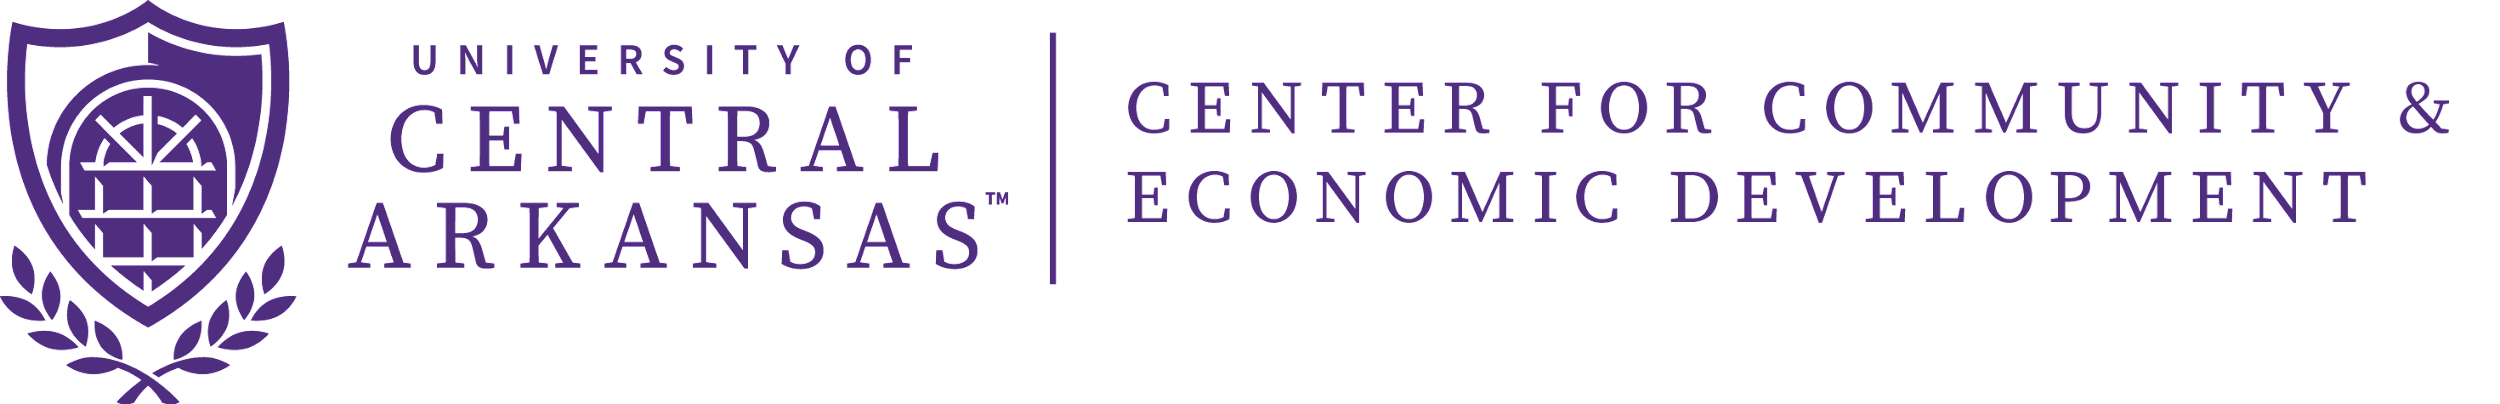 UNIVERSITY OF
CENTRAL
ARKANSAS™
CENTER FOR COMMUNITY &
ECONOMIC DEVELOPMENT